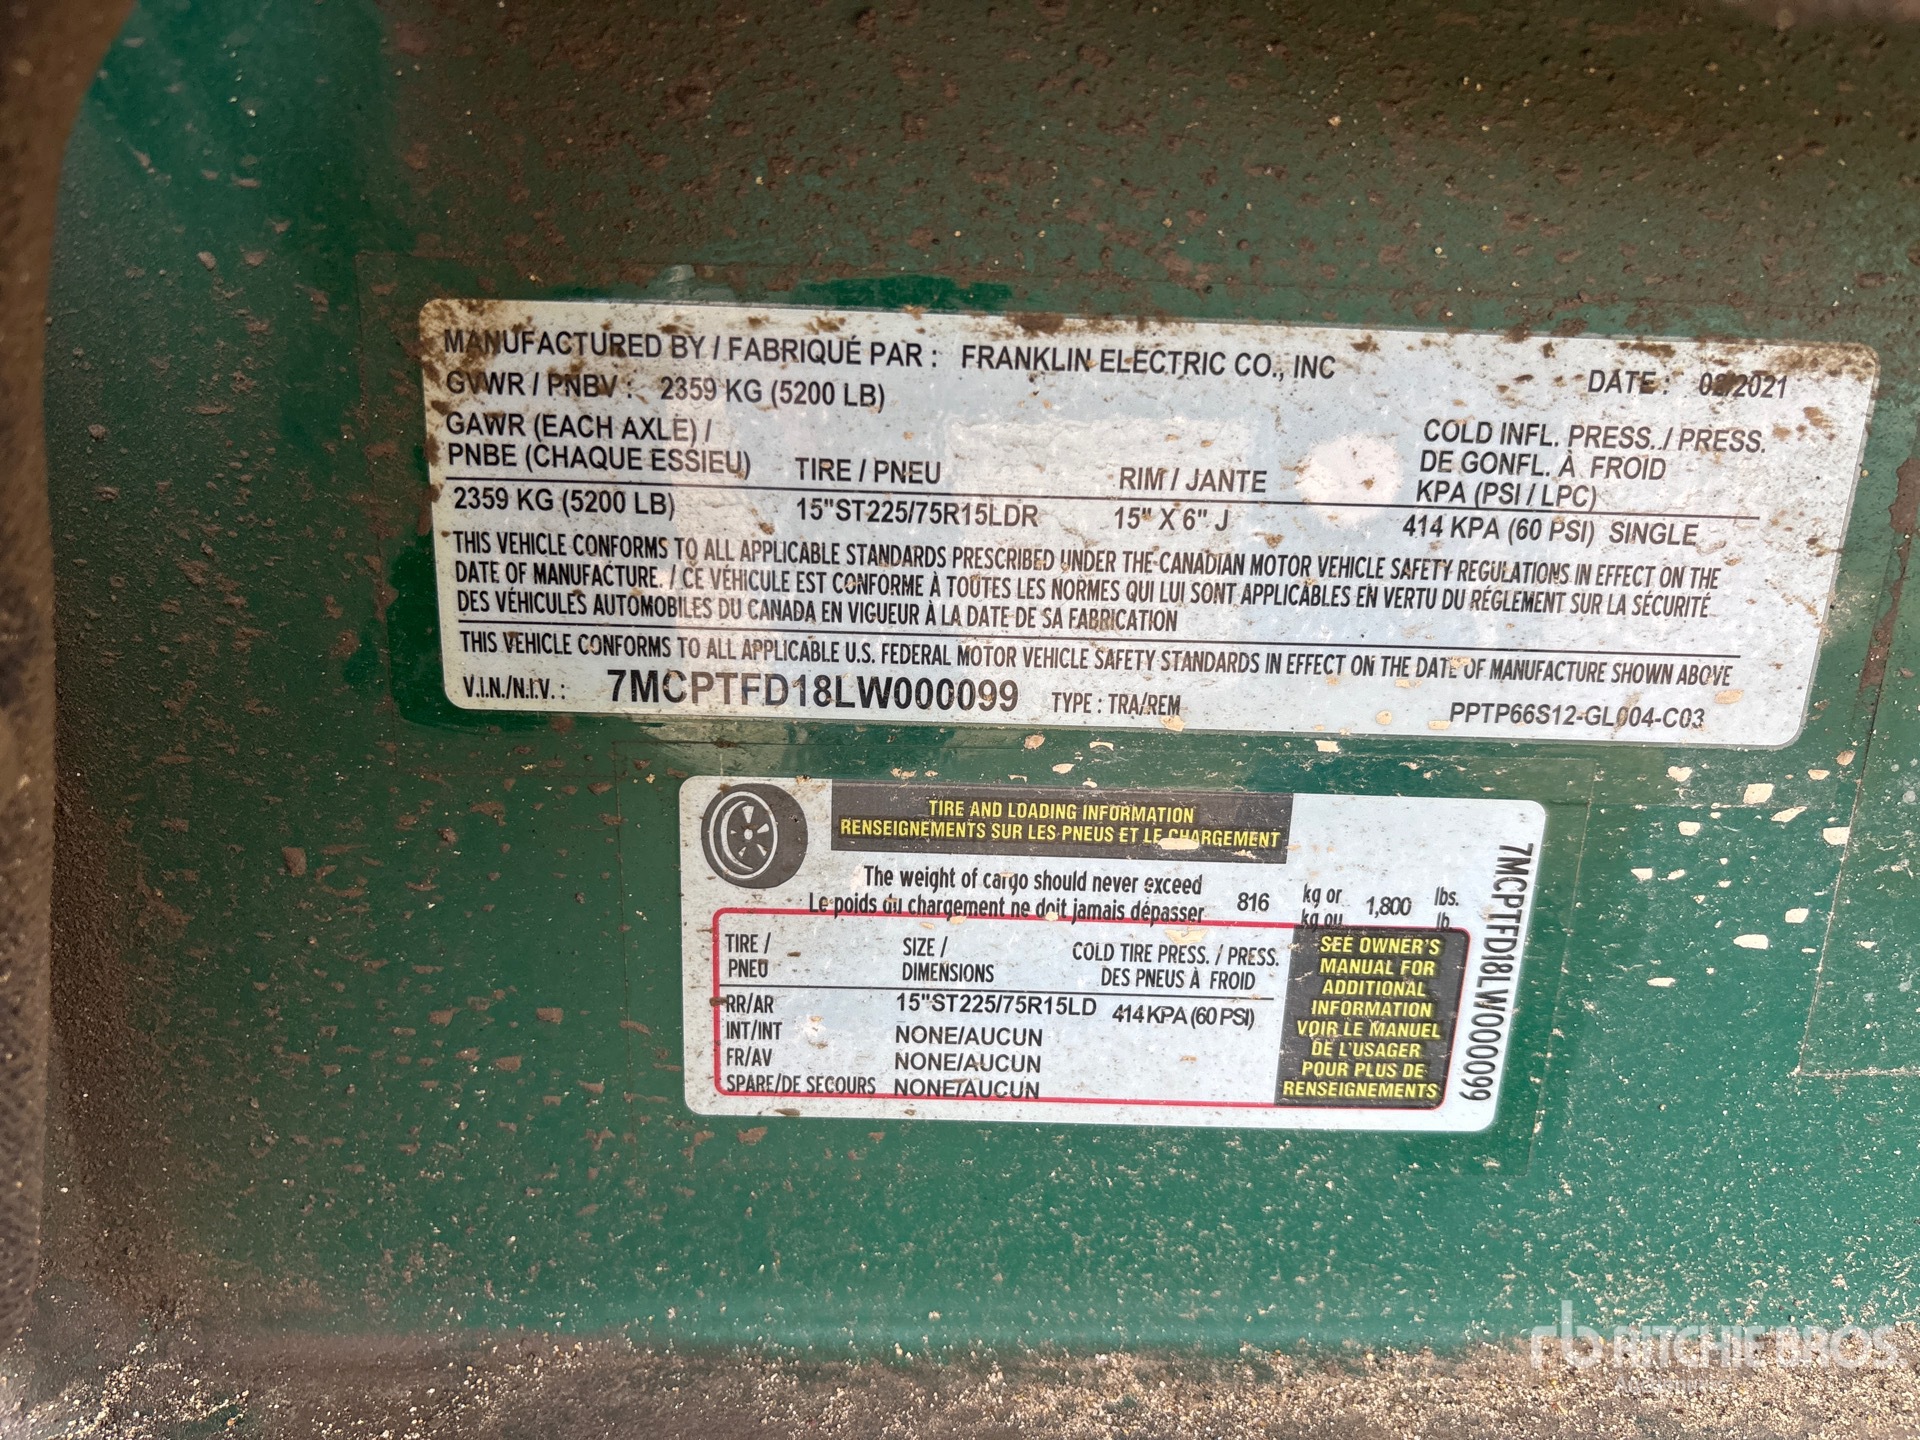 MANUFACTURED BY / FABRIQUÉ PAR : FRANKLIN ELECTRIC CO., INC DATE : 02/2021
GVWR / PNBV : 2359 KG (5200 LB)
GAWR (EACH AXLE) /
PNBE (CHAQUE ESSIEU) TIRE / PNEU RIM / JANTE
COLD INFL. PRESS. / PRESS.
DE GONFL. À FROID
KPA (PSI / LPC)
2359 KG (5200 LB) 15"ST225/75R15LDR 15" X 6" J 414 KPA (60 PSI) SINGLE
THIS VEHICLE CONFORMS TO ALL APPLICABLE STANDARDS PRESCRIBED UNDER THE CANADIAN MOTOR VEHICLE SAFETY REGULATIONS IN EFFECT ON THE
DATE OF MANUFACTURE. / CE VÉHICULE EST CONFORME À TOUTES LES NORMES QUI LUI SONT APPLICABLES EN VERTU DU RÉGLEMENT SUR LA SÉCURITÉ
DES VÉHICULES AUTOMOBILES DU CANADA EN VIGUEUR À LA DATE DE SA FABRICATION
THIS VEHICLE CONFORMS TO ALL APPLICABLE U.S. FEDERAL MOTOR VEHICLE SAFETY STANDARDS IN EFFECT ON THE DATE OF MANUFACTURE SHOWN ABOVE
V.I.N./N.I.V. : 7MCPTFD18LW000099 TYPE : TRA/REM PPTP66S12-GL004-C03
TIRE AND LOADING INFORMATION
RENSEIGNEMENTS SUR LES PNEUS ET LE CHARGEMENT
The weight of cargo should never exceed 816 kg or 1,800 lbs.
Le poids du chargement ne doit jamais dépasser kg ou lb.
TIRE / SIZE / COLD TIRE PRESS. / PRESS.
PNEU DIMENSIONS DES PNEUS À FROID
RR/AR 15"ST225/75R15LD 414 KPA (60 PSI)
INT/INT NONE/AUCUN
FR/AV NONE/AUCUN
SPARE/DE SECOURS NONE/AUCUN
SEE OWNER'S
MANUAL FOR
ADDITIONAL
INFORMATION
VOIR LE MANUEL
DE L'USAGER
POUR PLUS DE
RENSEIGNEMENTS
7MCPTFD18LW000099
rb RITCHIE BROS